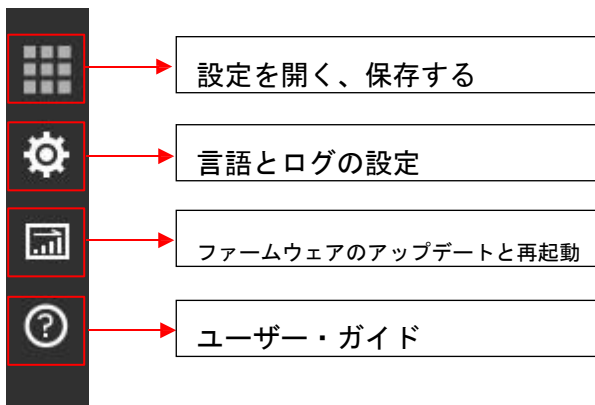 設定を開く、保存する
言語とログの設定
ファームウェアのアップデートと再起動
ユーザー・ガイド